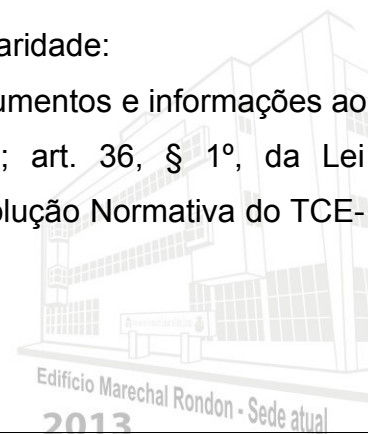 aridade:
umentos e informações ao
; art. 36, § 1º, da Lei
olução Normativa do TCE-
Edifício Marechal Rondon - Sede atual
2013